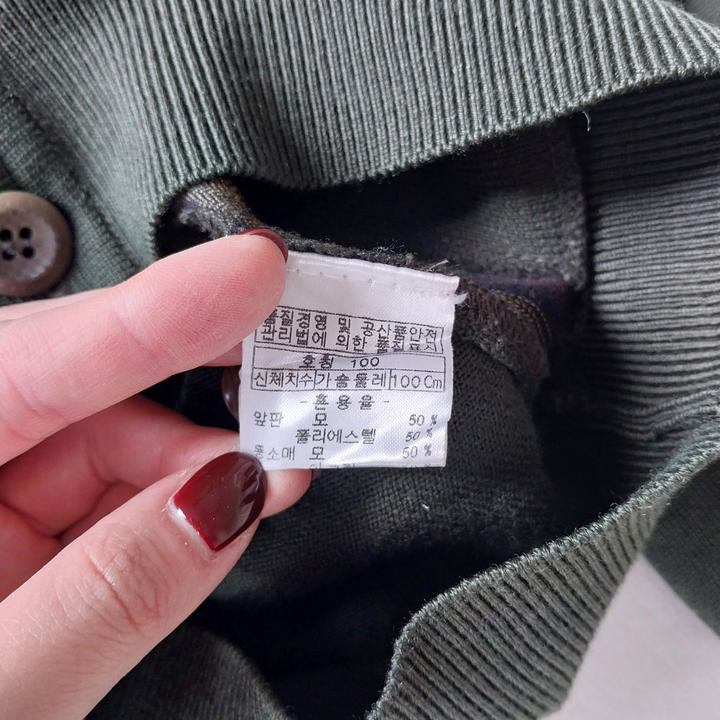 품질경영 및 공산품안전
관리법에 의한 품질표시
호칭 100
신체치수 가슴둘레 100Cm
-혼용율-
앞판 모 50%
폴리에스텔 50%
등소매 모 50%